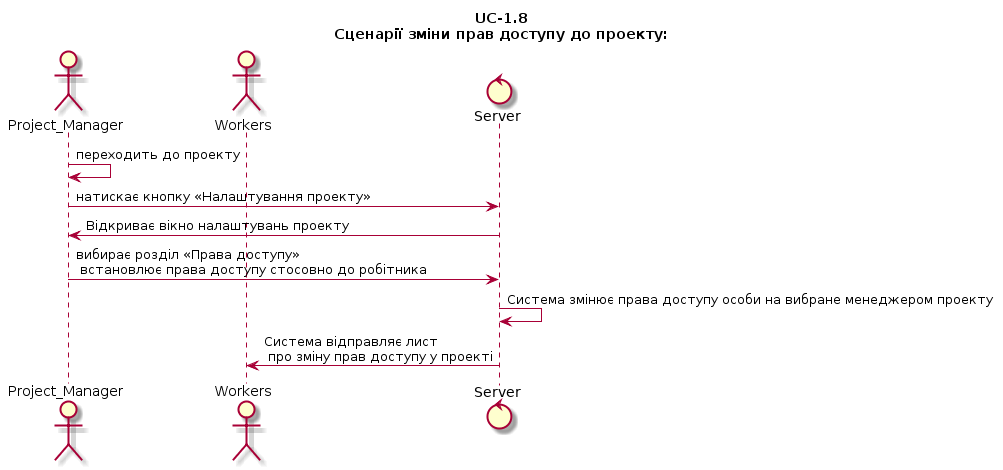 UC-1.8
Сценарії зміни прав доступу до проекту:
Project_Manager
Workers
Server
переходить до проекту
натискає кнопку «Налаштування проекту»
Відкриває вікно налаштувань проекту
вибирає розділ «Права доступу»
встановлює права доступу стосовно до робітника
Система змінює права доступу особи на вибране менеджером проекту
Система відправляє лист
про зміну прав доступу у проекті
Project_Manager
Workers
Server